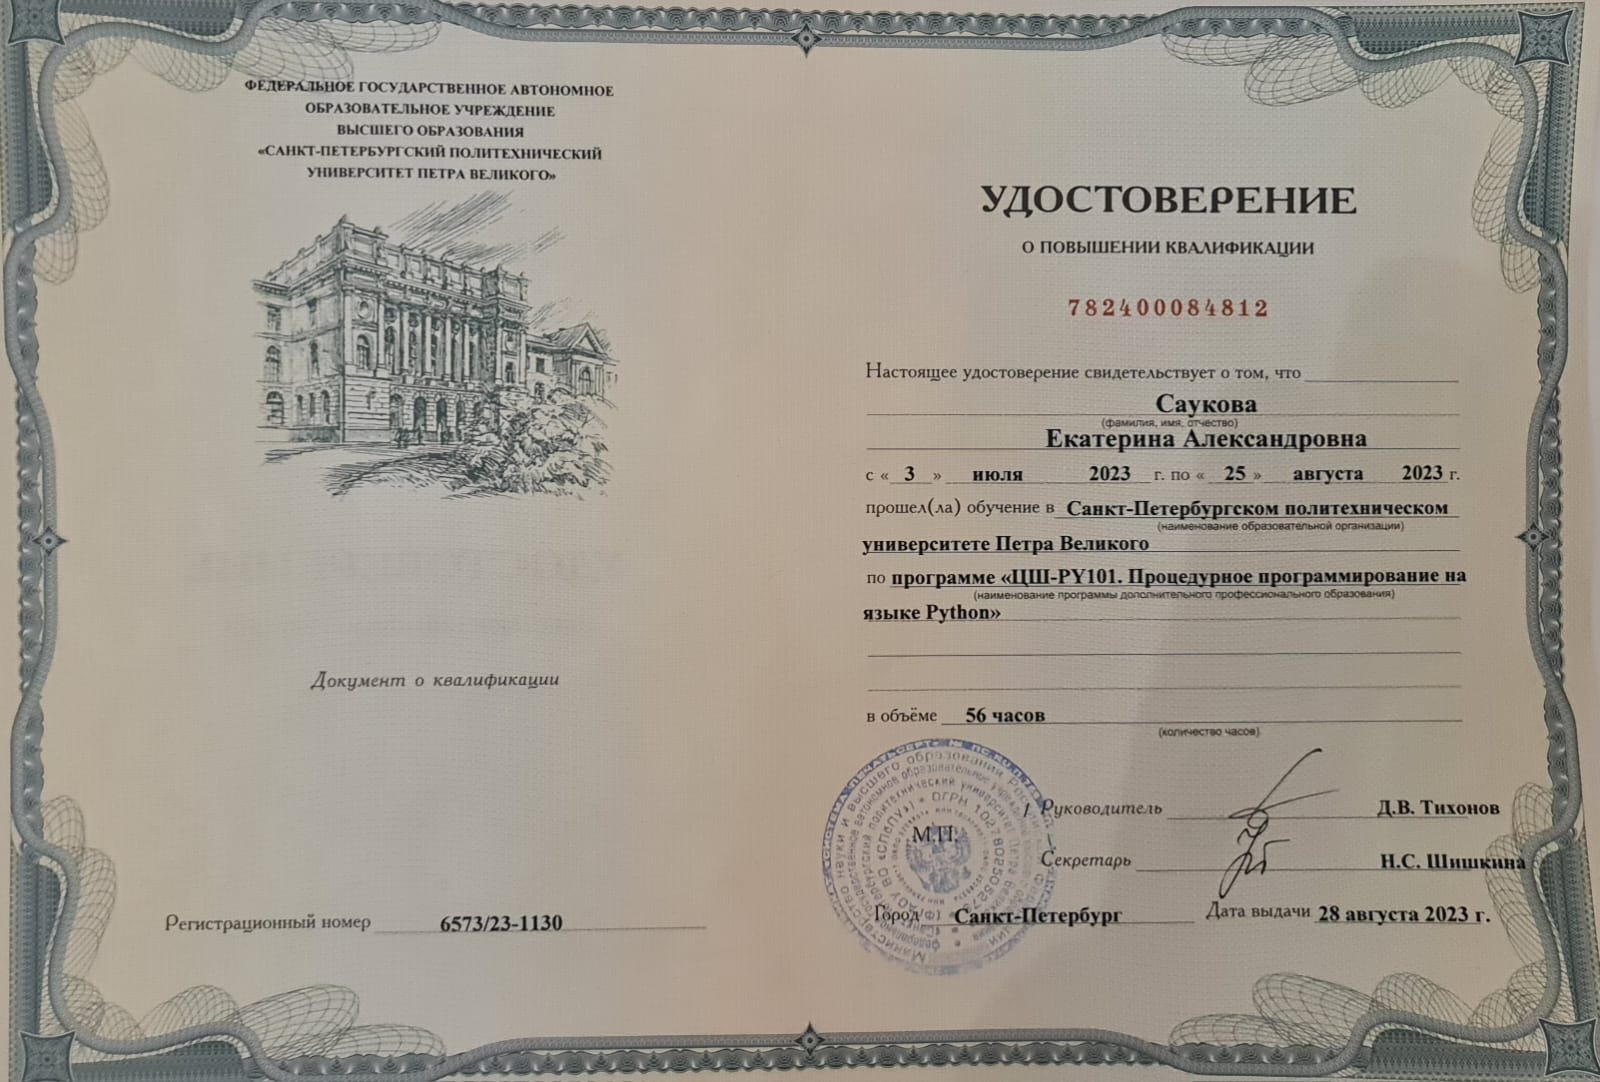 ФЕДЕРАЛЬНОЕ ГОСУДАРСТВЕННОЕ АВТОНОМНОЕ
ОБРАЗОВАТЕЛЬНОЕ УЧРЕЖДЕНИЕ
ВЫСШЕГО ОБРАЗОВАНИЯ
«САНКТ-ПЕТЕРБУРГСКИЙ ПОЛИТЕХНИЧЕСКИЙ
УНИВЕРСИТЕТ ПЕТРА ВЕЛИКОГО»
Документ о квалификации
Регистрационный номер 6573/23-1130
УДОСТОВЕРЕНИЕ
О ПОВЫШЕНИИ КВАЛИФИКАЦИИ
782400084812
Настоящее удостоверение свидетельствует о том, что
Саукова
(фамилия, имя, отчество)
Екатерина Александровна
с « 3 » июля 2023 г. по « 25 » августа 2023 г.
прошел(ла) обучение в Санкт-Петербургском политехническом
(наименование образовательной организации)
университете Петра Великого
по программе «ЦШ-PY101. Процедурное программирование на
(наименование программы дополнительного профессионального образования)
языке Python»
в объёме 56 часов
(количество часов)
Руководитель Д.В. Тихонов
М.П.
Секретарь Н.С. Шишкина
Город Санкт-Петербург Дата выдачи 28 августа 2023 г.